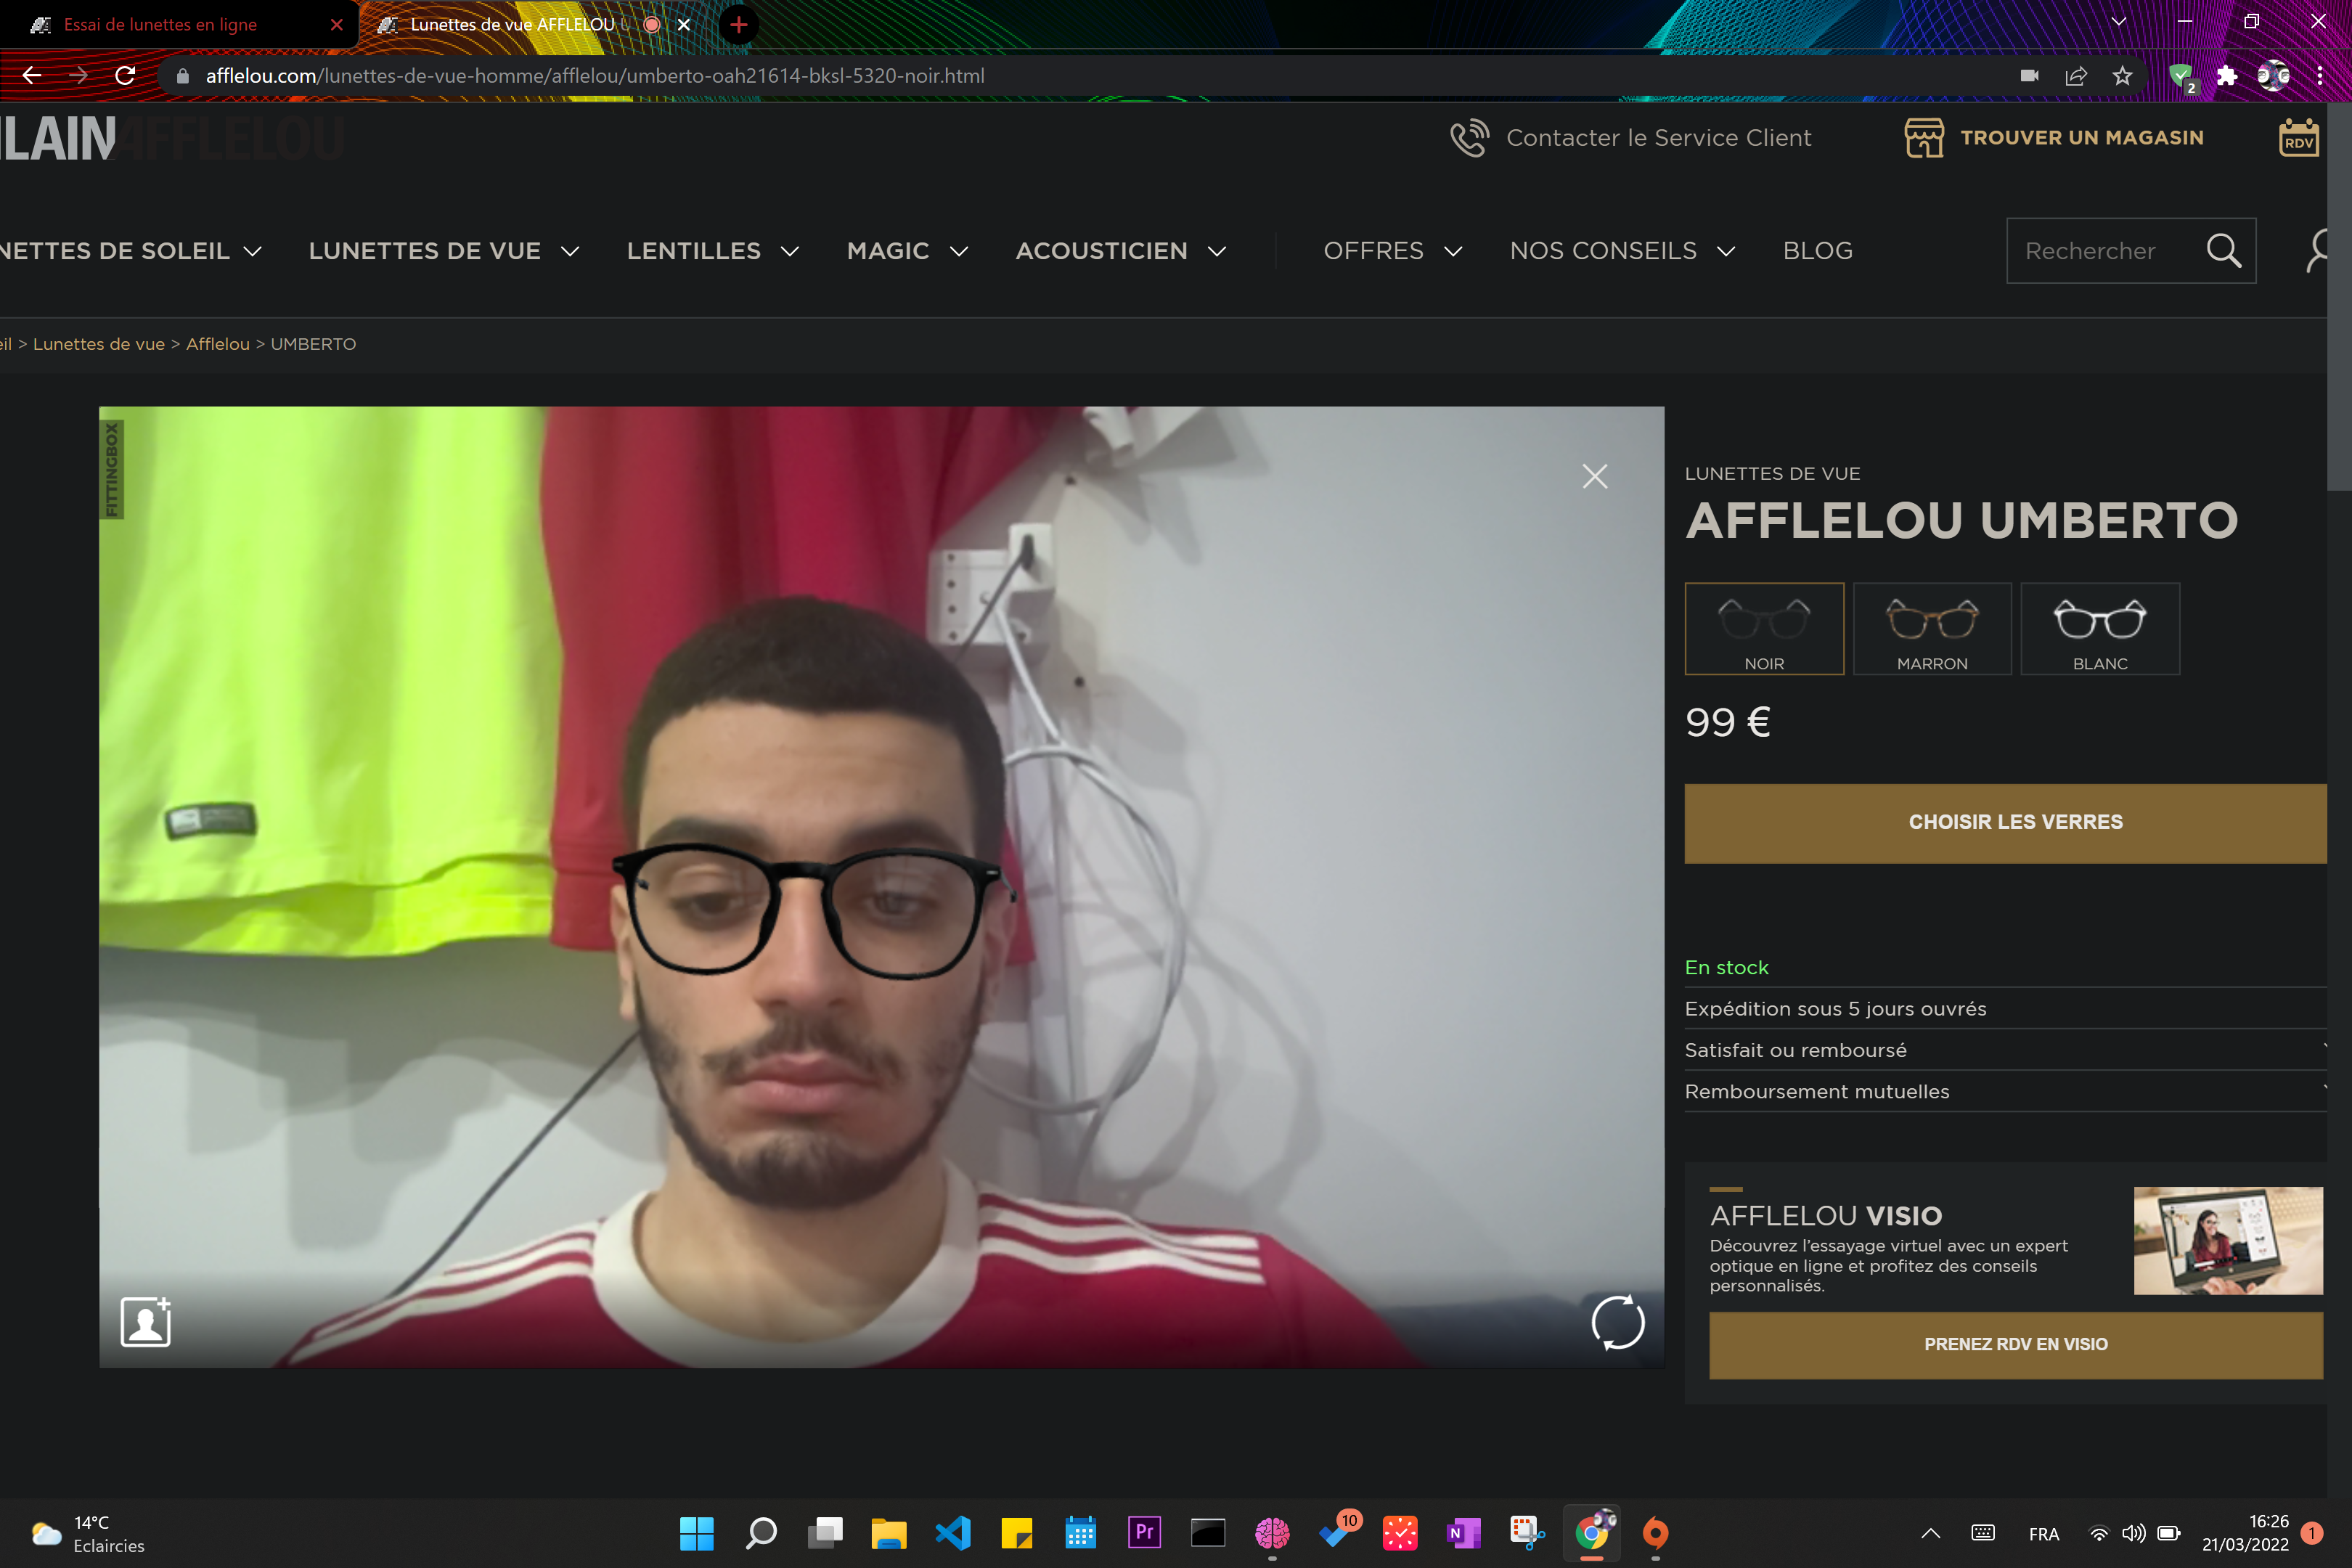 Essai de lunettes en ligne
Lunettes de vue AFFLELOU
afflelou.com/lunettes-de-vue-homme/afflelou/umberto-oah21614-bksl-5320-noir.html
2
LAIN AFFLELOU
Contacter le Service Client
TROUVER UN MAGASIN
RDV
NETTES DE SOLEIL
LUNETTES DE VUE
LENTILLES
MAGIC
ACOUSTICIEN
OFFRES
NOS CONSEILS
BLOG
Rechercher
eil > Lunettes de vue > Afflelou > UMBERTO
FITTINGBOX
LUNETTES DE VUE
AFFLELOU UMBERTO
NOIR
MARRON
BLANC
99 €
CHOISIR LES VERRES
En stock
Expédition sous 5 jours ouvrés
Satisfait ou remboursé
Remboursement mutuelles
AFFLELOU VISIO
Découvrez l'essayage virtuel avec un expert
optique en ligne et profitez des conseils
personnalisés.
PRENEZ RDV EN VISIO
14°C
Eclaircies
Pr
10
N
FRA
16:26
21/03/2022
1